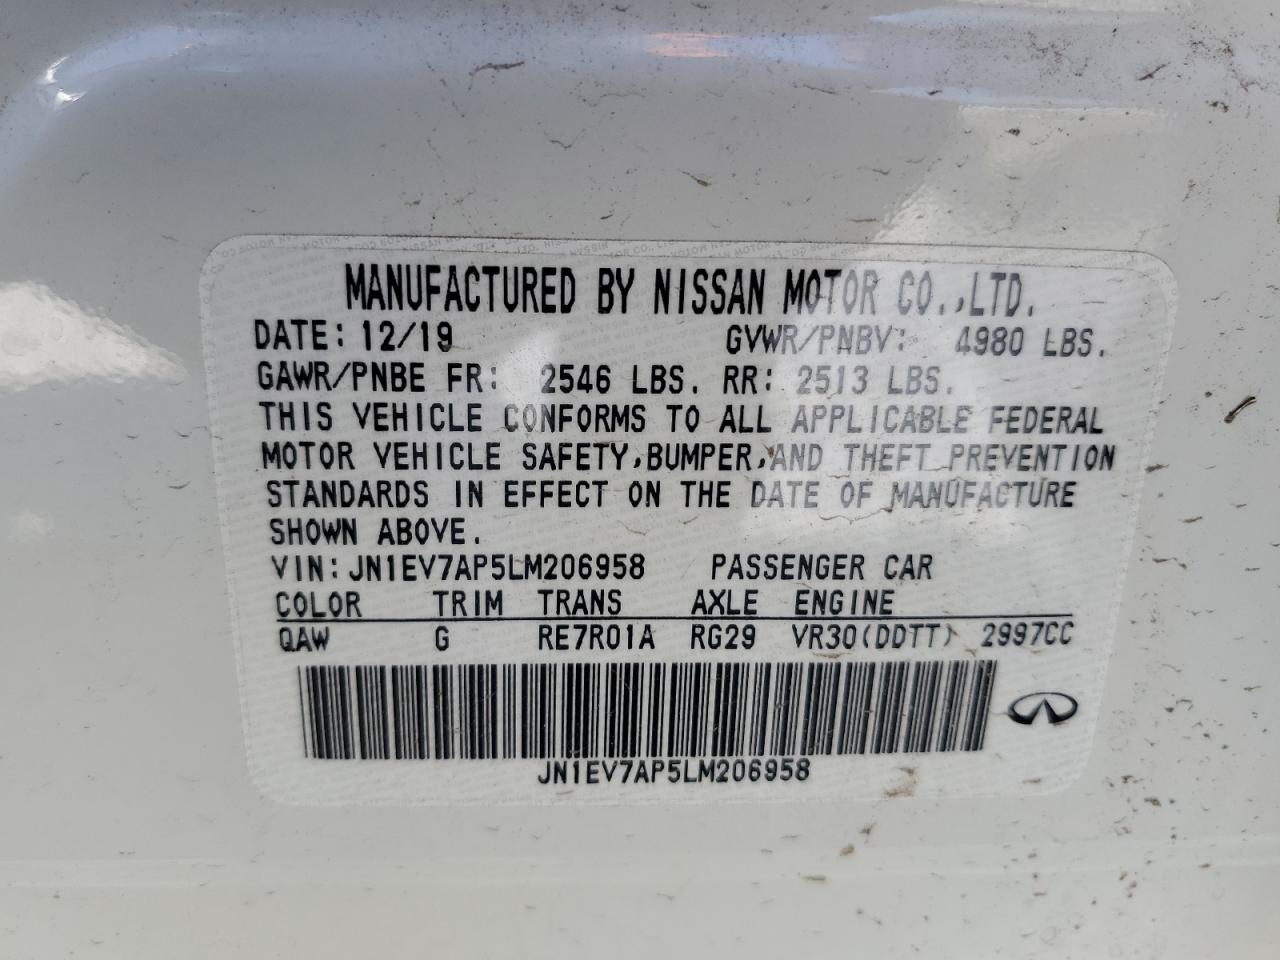 MANUFACTURED BY NISSAN MOTOR CO.,LTD.
DATE: 12/19 GVWR/PNBV: 4980 LBS.
GAWR/PNBE FR: 2546 LBS. RR: 2513 LBS.
THIS VEHICLE CONFORMS TO ALL APPLICABLE FEDERAL
MOTOR VEHICLE SAFETY,BUMPER,AND THEFT PREVENTION
STANDARDS IN EFFECT ON THE DATE OF MANUFACTURE
SHOWN ABOVE.
VIN:JN1EV7AP5LM206958 PASSENGER CAR
COLOR TRIM TRANS AXLE ENGINE
QAW G RE7R01A RG29 VR30(DDTT) 2997CC
JN1EV7AP5LM206958